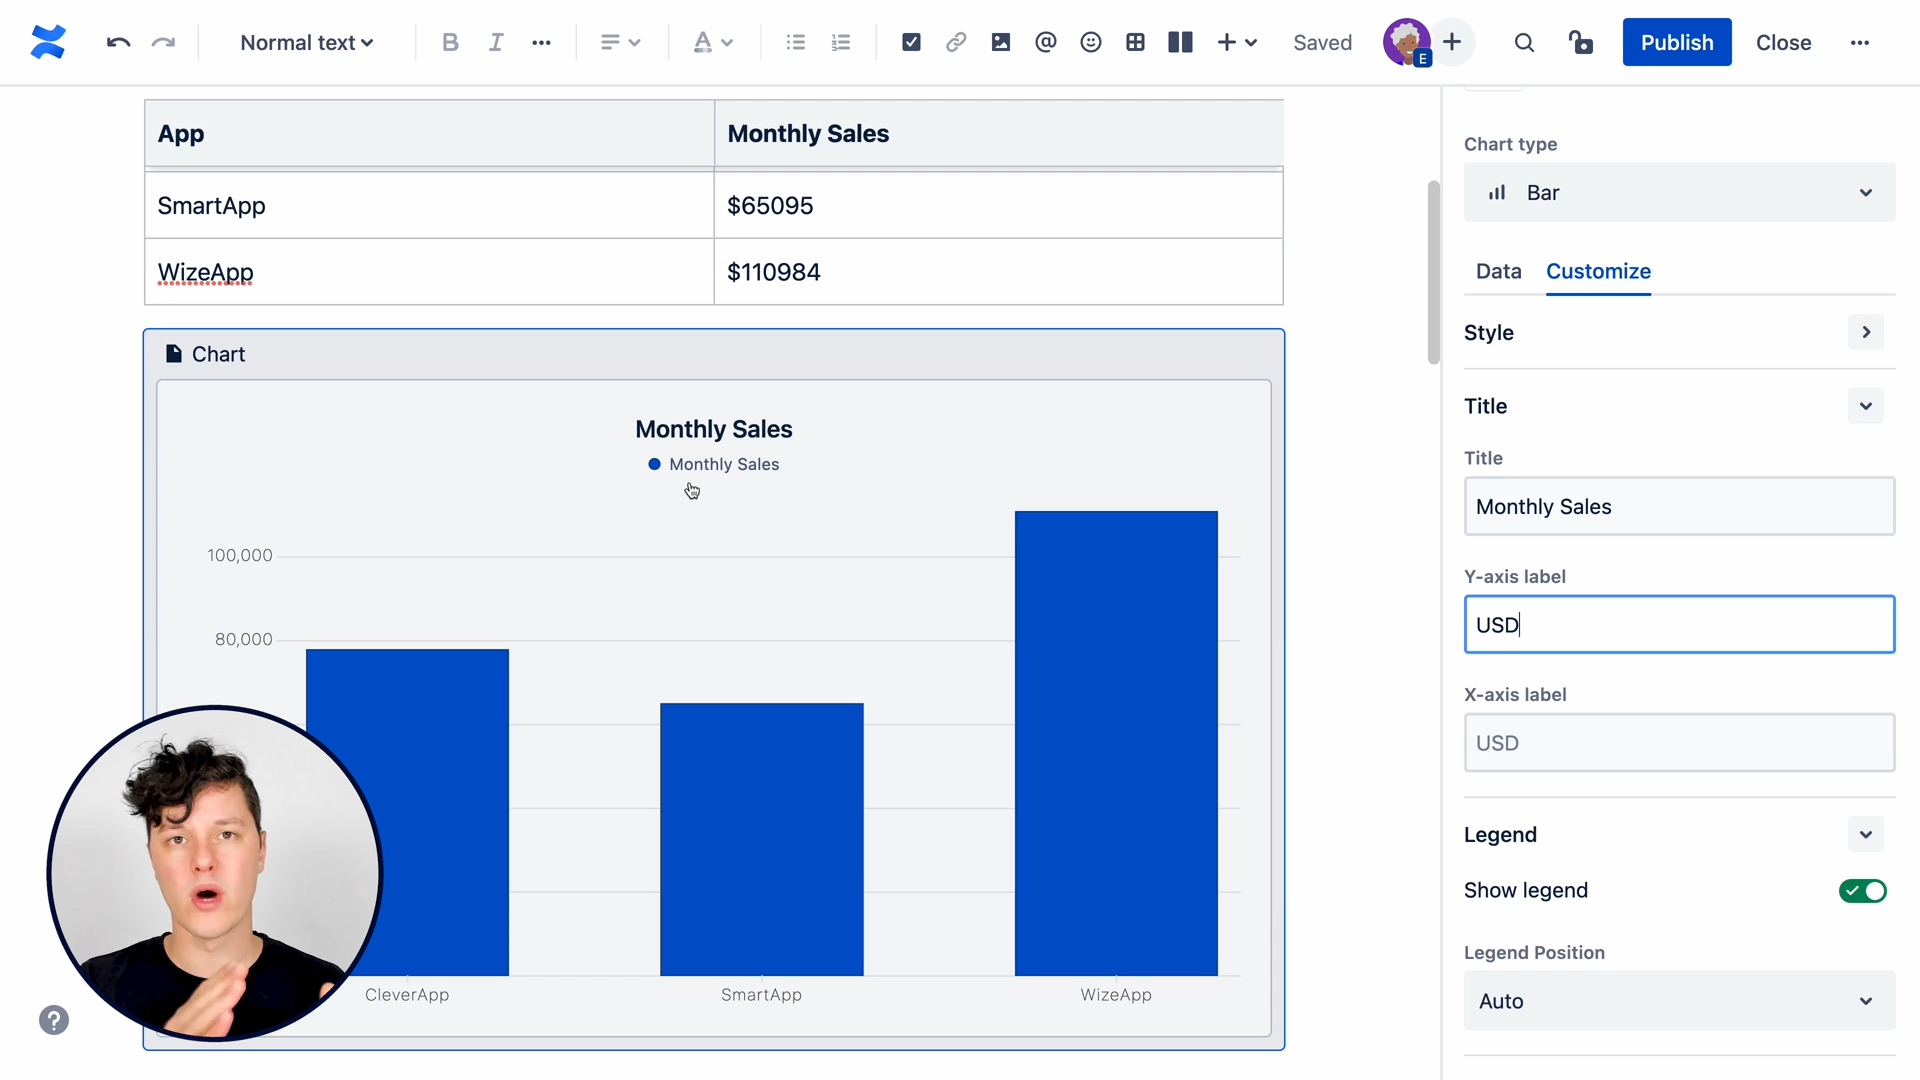 Normal text
B
I
A
Saved
E
Publish
Close
App
Monthly Sales
SmartApp
$65095
WizeApp
$110984
Chart
Monthly Sales
Monthly Sales
100,000
80,000
CleverApp
SmartApp
WizeApp
?
Chart type
Bar
Data
Customize
Style
Title
Title
Monthly Sales
Y-axis label
USD
X-axis label
USD
Legend
Show legend
Legend Position
Auto